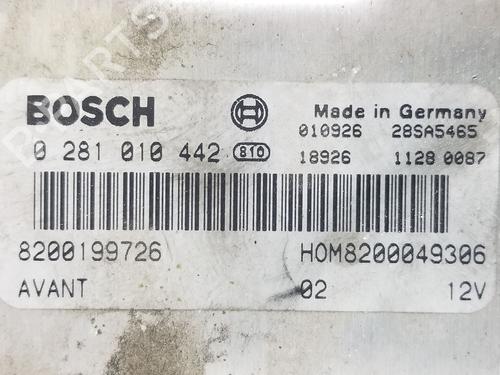 BOSCH
Made in Germany
010926 28SA5465
0 281 010 442 810
18926 1128 0087
8200199726 HOM8200049306
AVANT 02 12V
PARTS